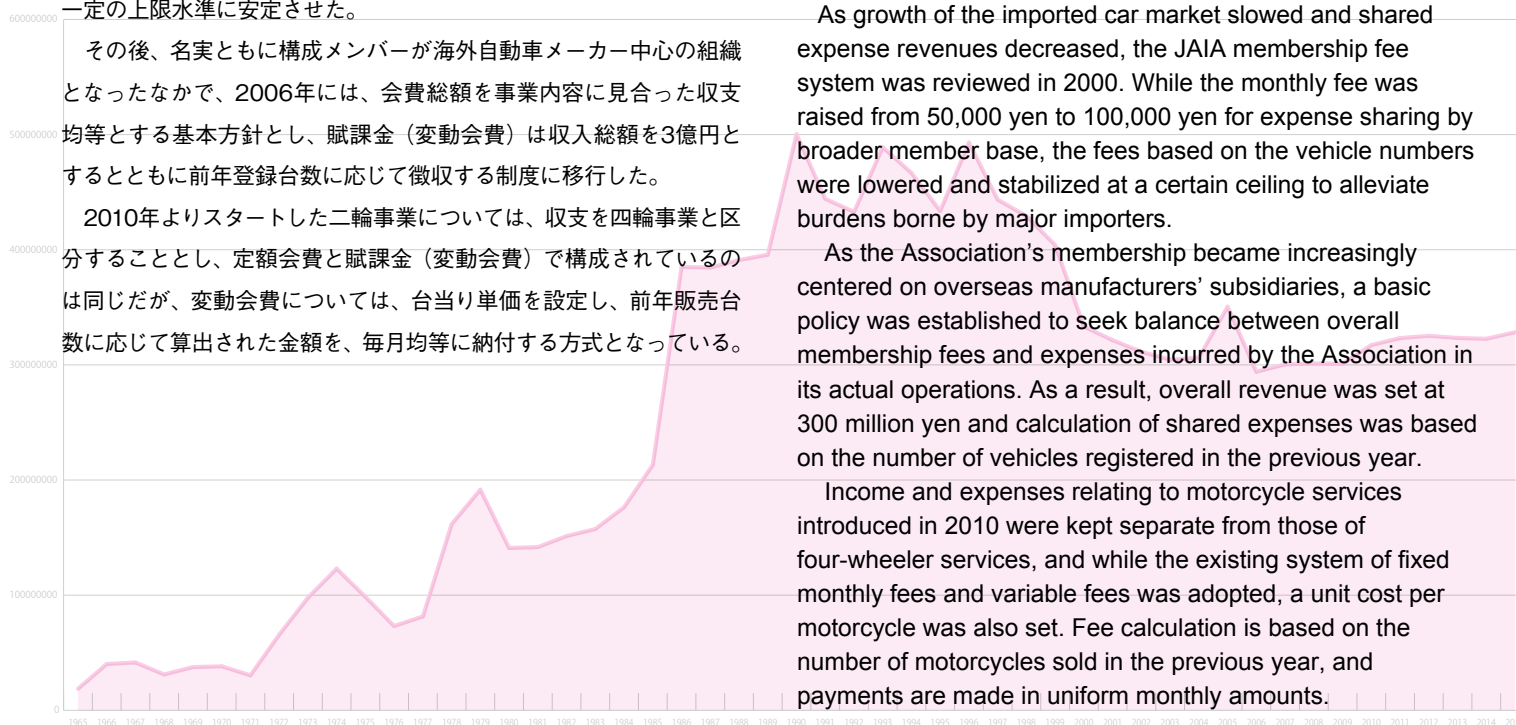 一定の上限水準に安定させた。
その後、名実ともに構成メンバーが海外自動車メーカー中心の組織
となったなかで、2006年には、会費総額を事業内容に見合った収支
均等とする基本方針とし、賦課金（変動会費）は収入総額を3億円と
するとともに前年登録台数に応じて徴収する制度に移行した。
2010年よりスタートした二輪事業については、収支を四輪事業と区
分することとし、定額会費と賦課金（変動会費）で構成されているの
は同じだが、変動会費については、台当り単価を設定し、前年販売台
数に応じて算出された金額を、毎月均等に納付する方式となっている。
As growth of the imported car market slowed and shared
expense revenues decreased, the JAIA membership fee
system was reviewed in 2000. While the monthly fee was
raised from 50,000 yen to 100,000 yen for expense sharing by
broader member base, the fees based on the vehicle numbers
were lowered and stabilized at a certain ceiling to alleviate
burdens borne by major importers.
As the Association’s membership became increasingly
centered on overseas manufacturers’ subsidiaries, a basic
policy was established to seek balance between overall
membership fees and expenses incurred by the Association in
its actual operations. As a result, overall revenue was set at
300 million yen and calculation of shared expenses was based
on the number of vehicles registered in the previous year.
Income and expenses relating to motorcycle services
introduced in 2010 were kept separate from those of
four-wheeler services, and while the existing system of fixed
monthly fees and variable fees was adopted, a unit cost per
motorcycle was also set. Fee calculation is based on the
number of motorcycles sold in the previous year, and
payments are made in uniform monthly amounts.
600000000
500000000
400000000
300000000
200000000
100000000
0
1965 1966 1967 1968 1969 1970 1971 1972 1973 1974 1975 1976 1977 1978 1979 1980 1981 1982 1983 1984 1985 1986 1987 1988 1989 1990 1991 1992 1993 1994 1995 1996 1997 1998 1999 2000 2001 2002 2003 2004 2005 2006 2007 2008 2009 2010 2011 2012 2013 2014